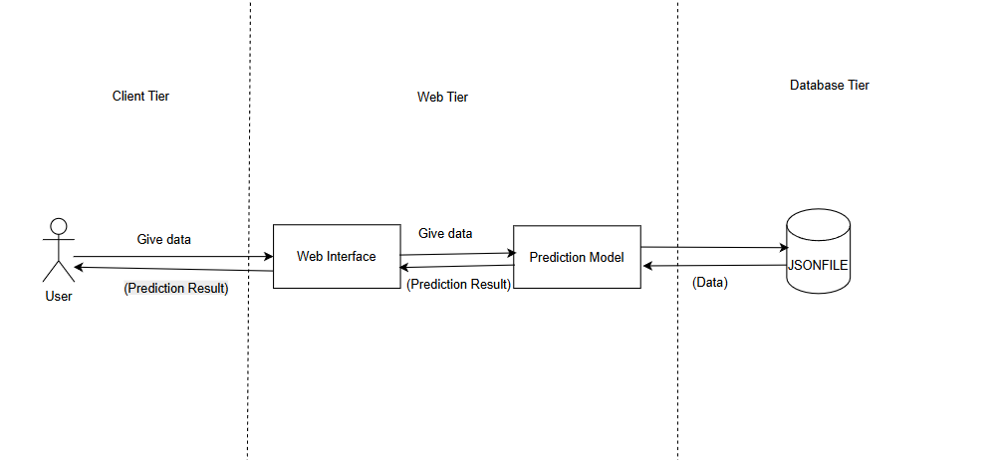 Client Tier
Web Tier
Database Tier
Give data
Give data
Web Interface
Prediction Model
JSONFILE
(Prediction Result)
(Prediction Result)
(Data)
User